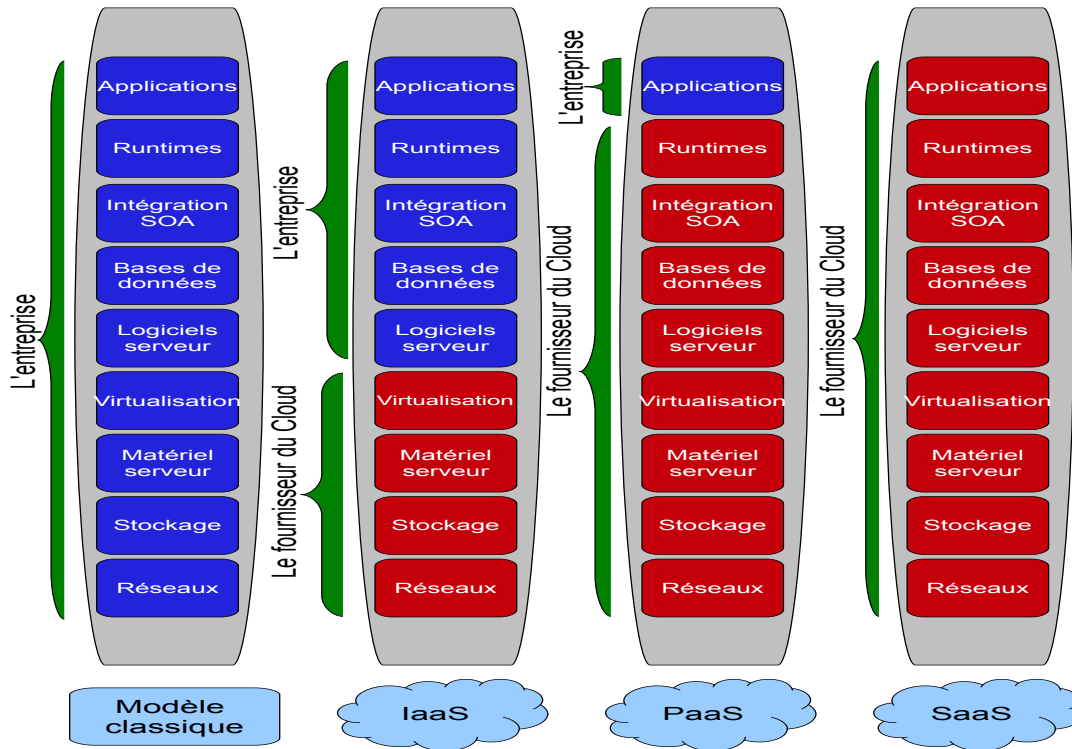 L'entreprise
Applications
Runtimes
Intégration
SOA
Bases de
données
Logiciels
serveur
Virtualisation
Matériel
serveur
Stockage
Réseaux
Modèle
classique
L'entreprise
Le fournisseur du Cloud
Applications
Runtimes
Intégration
SOA
Bases de
données
Logiciels
serveur
Virtualisation
Matériel
serveur
Stockage
Réseaux
IaaS
L'entreprise
Le fournisseur du Cloud
Applications
Runtimes
Intégration
SOA
Bases de
données
Logiciels
serveur
Virtualisation
Matériel
serveur
Stockage
Réseaux
PaaS
Le fournisseur du Cloud
Applications
Runtimes
Intégration
SOA
Bases de
données
Logiciels
serveur
Virtualisation
Matériel
serveur
Stockage
Réseaux
SaaS